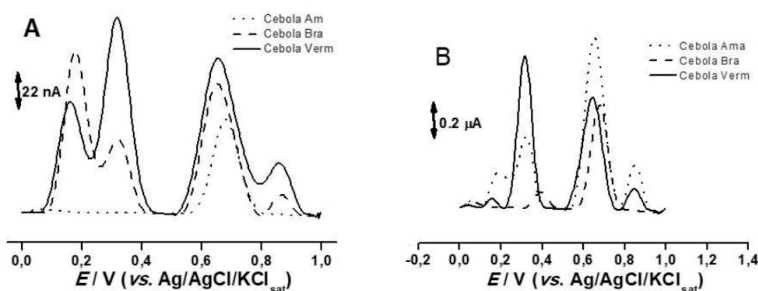 A
Cebola Am
Cebola Bra
Cebola Verm
22 nA
0,0 0,2 0,4 0,6 0,8 1,0
E / V (vs. Ag/AgCl/KCl sat)
B
Cebola Ama
Cebola Bra
Cebola Verm
0.2 µA
-0,2 0,0 0,2 0,4 0,6 0,8 1,0 1,2 1,4
E / V (vs. Ag/AgCl/KCl sat)